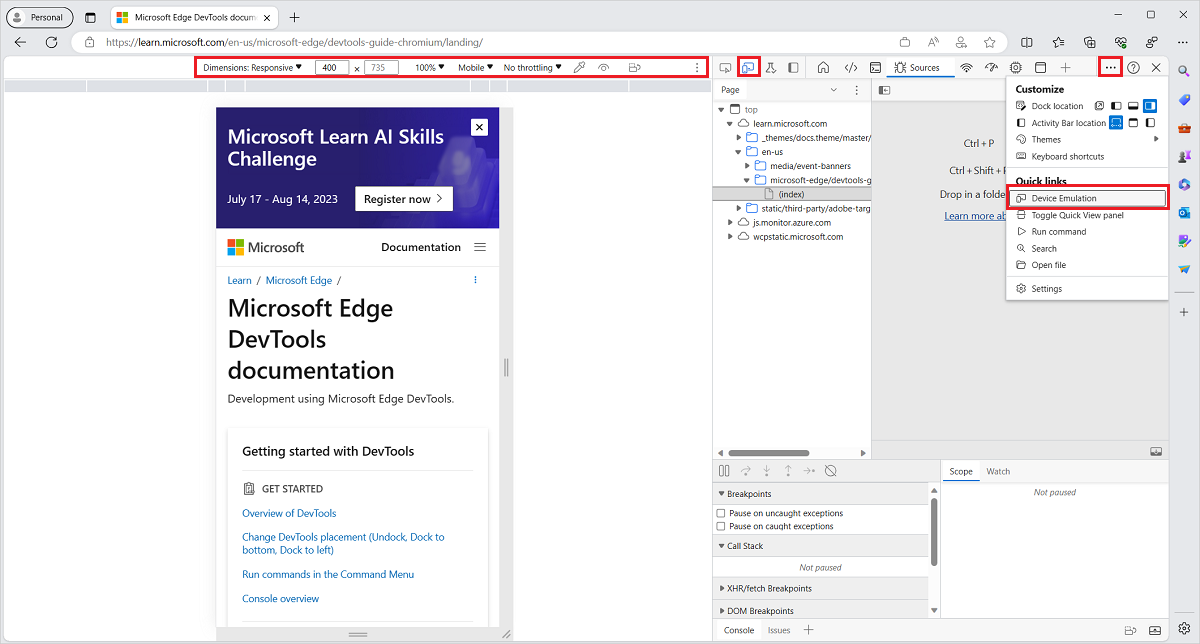 Personal
Microsoft Edge DevTools docum
https://learn.microsoft.com/en-us/microsoft-edge/devtools-guide-chromium/landing/
Dimensions: Responsive 400 × 735 100% Mobile No throttling
Microsoft Learn AI Skills
Challenge
July 17 - Aug 14, 2023
Register now
Microsoft
Documentation
Learn / Microsoft Edge /
Microsoft Edge
DevTools
documentation
Development using Microsoft Edge DevTools.
Getting started with DevTools
GET STARTED
Overview of DevTools
Change DevTools placement (Undock, Dock to
bottom, Dock to left)
Run commands in the Command Menu
Console overview
Sources
Page
top
learn.microsoft.com
_themes/docs.theme/master/
en-us
media/event-banners
microsoft-edge/devtools-g
(index)
static/third-party/adobe-targ
js.monitor.azure.com
wcpstatic.microsoft.com
Ctrl + P
Ctrl + Shift + P
Drop in a folde
Learn more ab
Customize
Dock location
Activity Bar location
Themes
Keyboard shortcuts
Quick links
Device Emulation
Toggle Quick View panel
Run command
Search
Open file
Settings
Breakpoints
Pause on uncaught exceptions
Pause on caught exceptions
Call Stack
Not paused
XHR/fetch Breakpoints
DOM Breakpoints
Scope
Watch
Not paused
Console
Issues